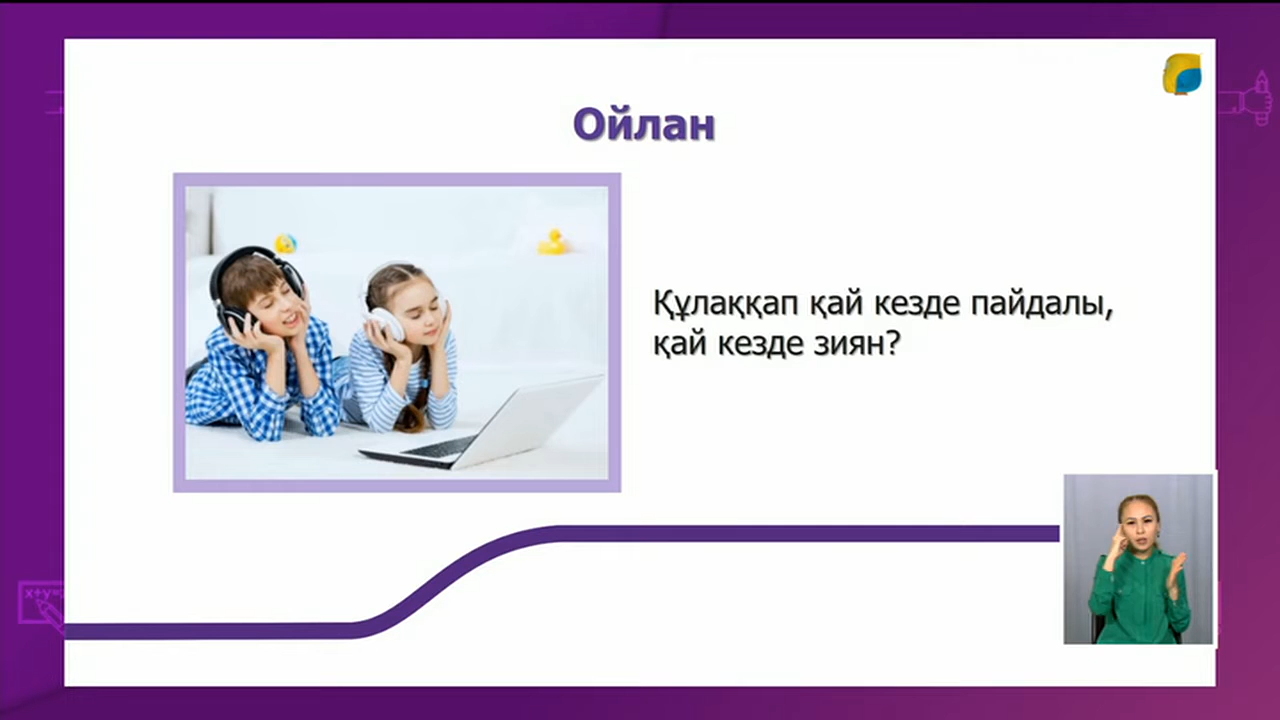 Ойлан
Құлаққап қай кезде пайдалы,
қай кезде зиян?
x+y=